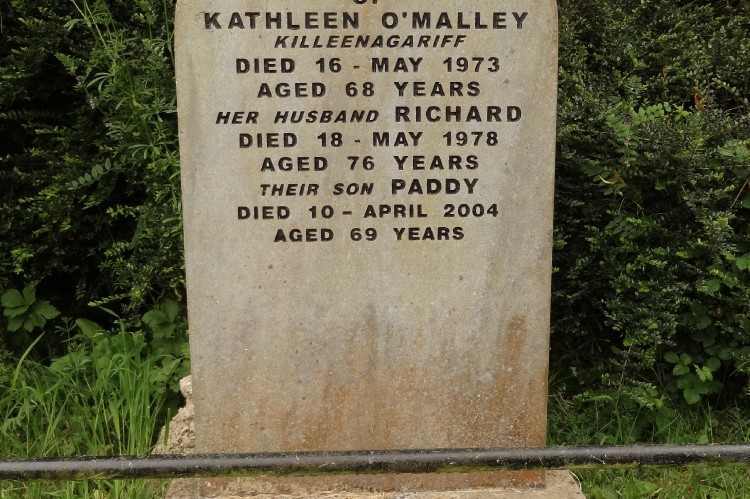 OF
KATHLEEN O'MALLEY
KILLEENAGARIFF
DIED 16 - MAY 1973
AGED 68 YEARS
HER HUSBAND RICHARD
DIED 18 - MAY 1978
AGED 76 YEARS
THEIR SON PADDY
DIED 10 - APRIL 2004
AGED 69 YEARS